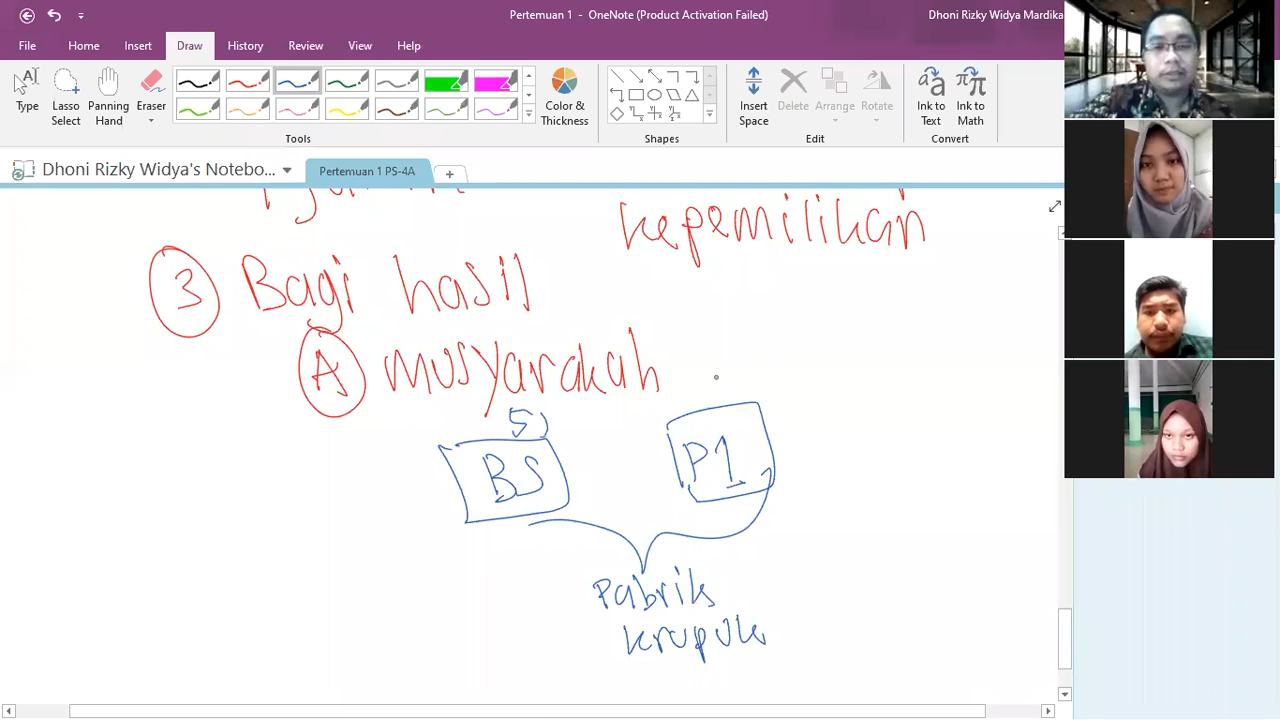 Pertemuan 1 - OneNote (Product Activation Failed)
Dhoni Rizky Widya Mardika
File Home Insert Draw History Review View Help
Type
Lasso Select
Panning Hand
Eraser
Color & Thickness
Insert Space
Delete
Arrange
Rotate
Ink to Text
Ink to Math
Tools
Shapes
Edit
Convert
Dhoni Rizky Widya's Notebo...
Pertemuan 1 PS-4A
kepemilikan
3 Bagi hasil
A musyarakah
5
BS
P1
Pabrik
krupuk